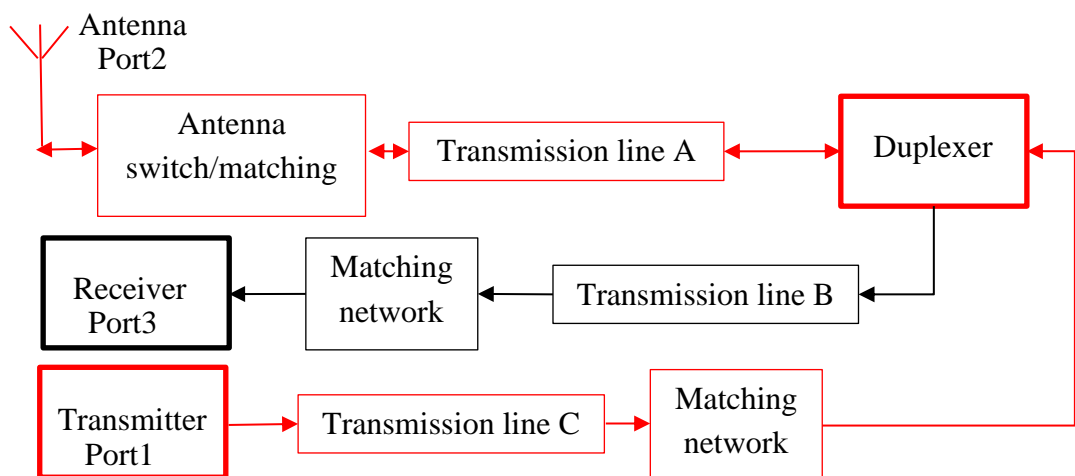 Antenna
Port2
Antenna
switch/matching
Transmission line A
Duplexer
Receiver
Port3
Matching
network
Transmission line B
Transmitter
Port1
Transmission line C
Matching
network